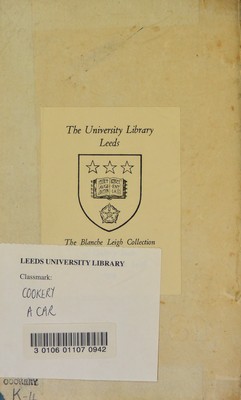 The University Library
Leeds
The Blanche Leigh Collection
LEEDS UNIVERSITY LIBRARY
Classmark:
COOKERY
A CAR
3 0106 01107 0942
COOKERY